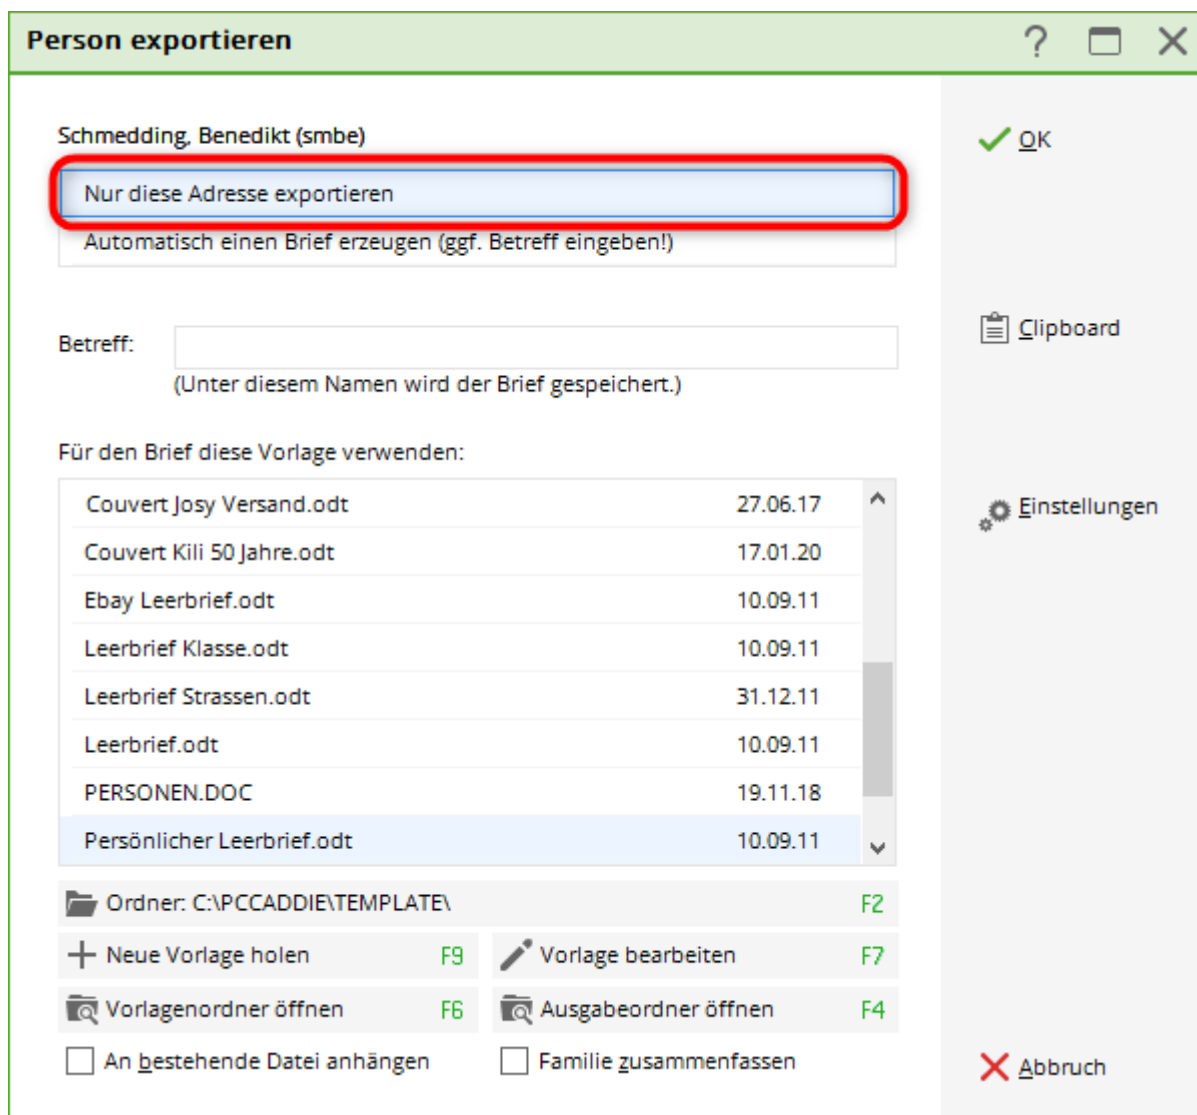 Person exportieren
Schmedding, Benedikt (smbe)
OK
Nur diese Adresse exportieren
Automatisch einen Brief erzeugen (ggf. Betreff eingeben!)
Clipboard
Betreff:
(Unter diesem Namen wird der Brief gespeichert.)
Für den Brief diese Vorlage verwenden:
Couvert Josy Versand.odt 27.06.17
Einstellungen
Couvert Kili 50 Jahre.odt 17.01.20
Ebay Leerbrief.odt 10.09.11
Leerbrief Klasse.odt 10.09.11
Leerbrief Strassen.odt 31.12.11
Leerbrief.odt 10.09.11
PERSONEN.DOC 19.11.18
Persönlicher Leerbrief.odt 10.09.11
Ordner: C:\PCCADDIE\TEMPLATE\ F2
Neue Vorlage holen F9 Vorlage bearbeiten F7
Vorlagenordner öffnen F6 Ausgabeordner öffnen F4
An bestehende Datei anhängen Familie zusammenfassen
Abbruch